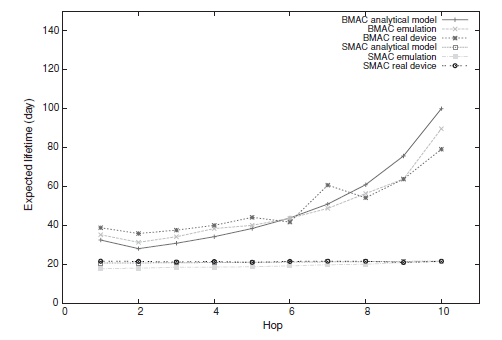 140
120
100
80
60
40
20
0
Expected lifetime (day)
BMAC analytical model
BMAC emulation
BMAC real device
SMAC analytical model
SMAC emulation
SMAC real device
0 2 4 6 8 10
Hop